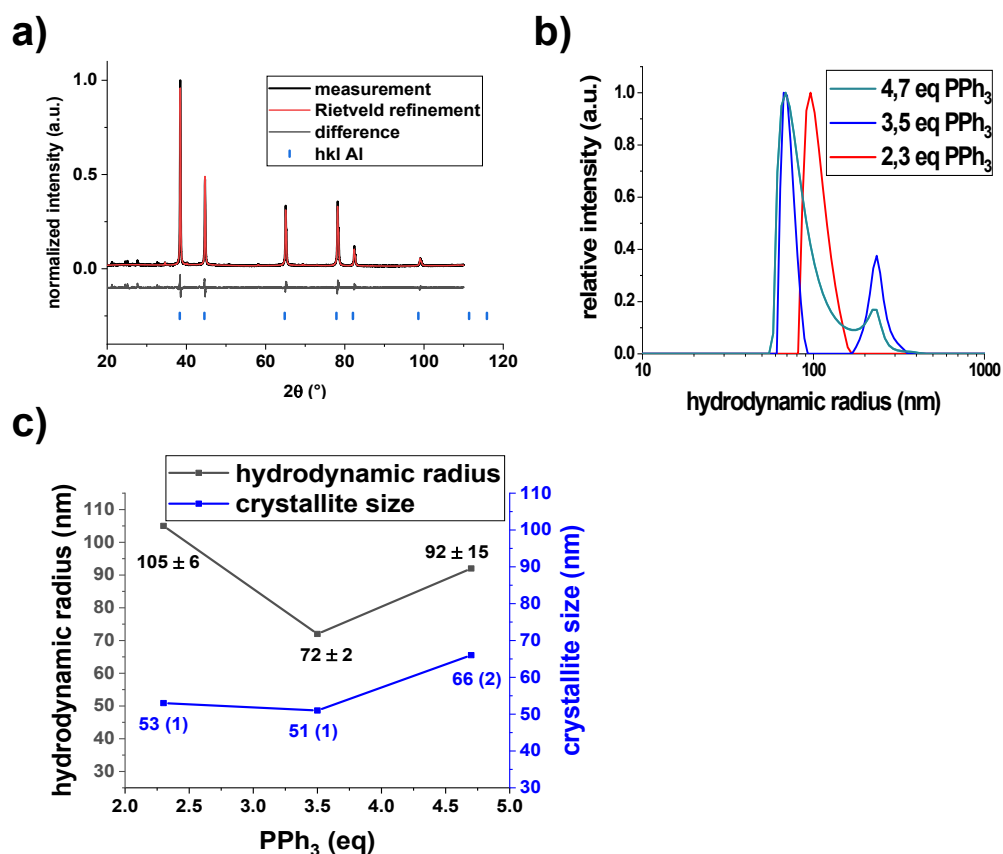 a)
normalized intensity (a.u.)
1.0
0.5
0.0
measurement
Rietveld refinement
difference
hkl Al
20 40 60 80 100 120
2θ (°)
b)
relative intensity (a.u.)
1.0
0.8
0.6
0.4
0.2
0.0
4,7 eq PPh₃
3,5 eq PPh₃
2,3 eq PPh₃
10 100 1000
hydrodynamic radius (nm)
c)
hydrodynamic radius
crystallite size
hydrodynamic radius (nm)
110
100
90
80
70
60
50
40
30
105 ± 6
72 ± 2
92 ± 15
53 (1)
51 (1)
66 (2)
110
100
90
80
70
60
50
40
30
crystallite size (nm)
2.0 2.5 3.0 3.5 4.0 4.5 5.0
PPh₃ (eq)